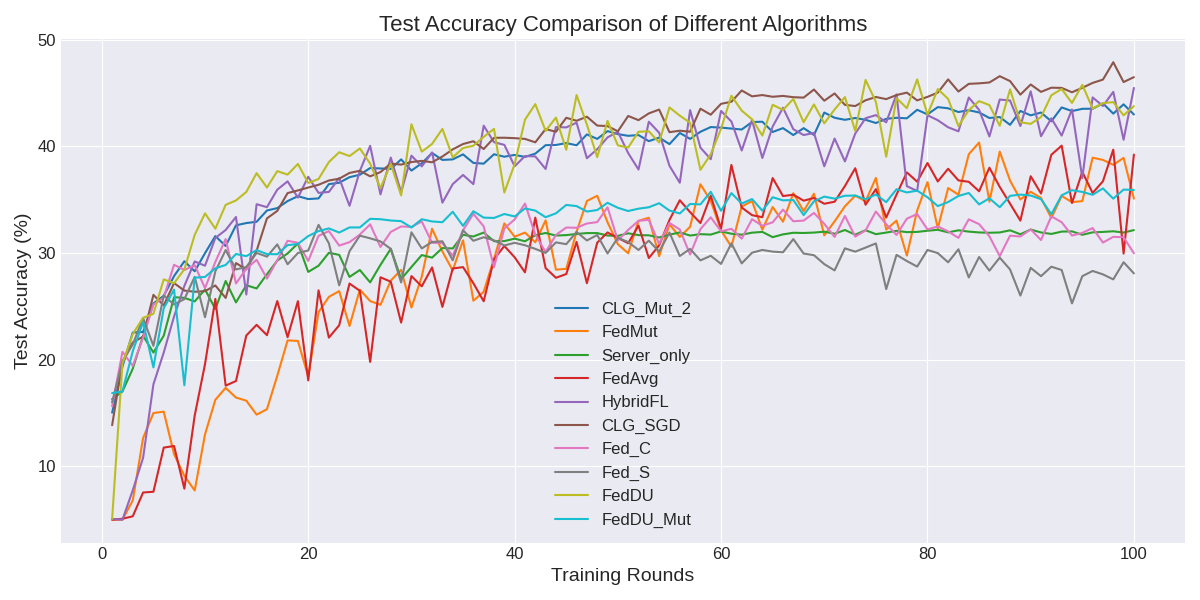 Test Accuracy Comparison of Different Algorithms
Test Accuracy (%)
50
40
30
20
10
0
20
40
60
80
100
Training Rounds
CLG_Mut_2
FedMut
Server_only
FedAvg
HybridFL
CLG_SGD
Fed_C
Fed_S
FedDU
FedDU_Mut